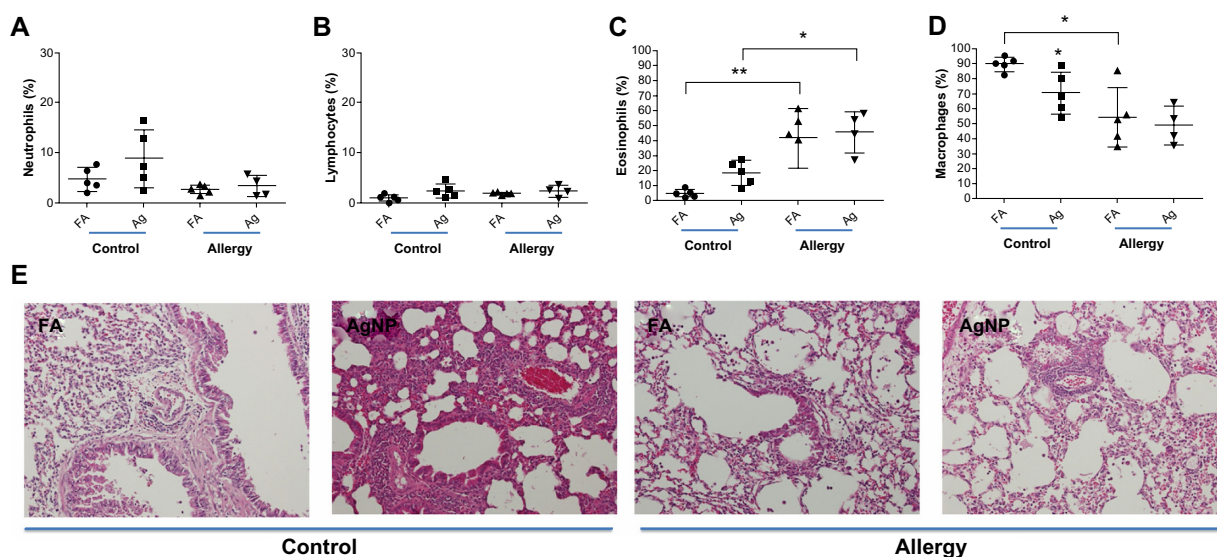 A
Neutrophils (%)
30
20
10
0
FA
Ag
FA
Ag
Control
Allergy
B
Lymphocytes (%)
30
20
10
0
FA
Ag
FA
Ag
Control
Allergy
C
Eosinophils (%)
100
90
80
70
60
50
40
30
20
10
0
**
*
FA
Ag
FA
Ag
Control
Allergy
D
Macrophages (%)
100
90
80
70
60
50
40
30
20
10
0
*
*
FA
Ag
FA
Ag
Control
Allergy
E
FA
AgNP
FA
AgNP
Control
Allergy